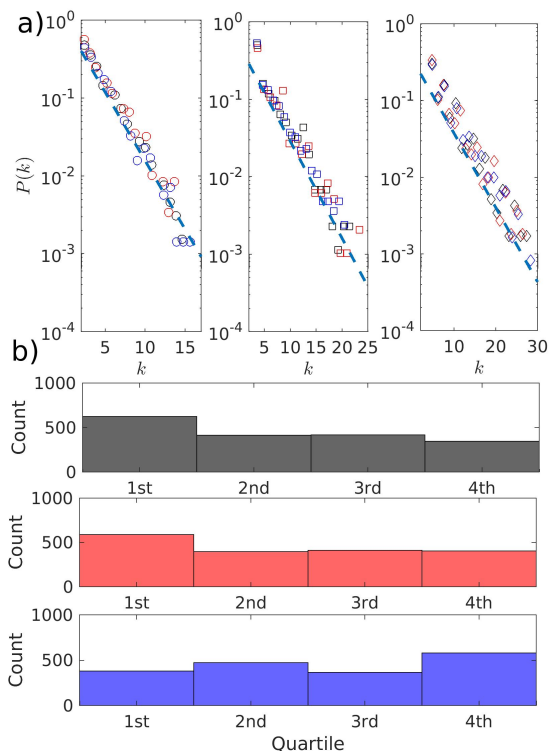 a)
10^0 10^0 10^0
10^-1 10^-1 10^-1
P(k) 10^-2 10^-2 10^-2
10^-3 10^-3 10^-3
10^-4 10^-4 10^-4
5 10 15 5 10 15 20 25 10 20 30
k k k
b)
1000
500
0
Count
1st 2nd 3rd 4th
1000
500
0
Count
1st 2nd 3rd 4th
1000
500
0
Count
1st 2nd 3rd 4th
Quartile